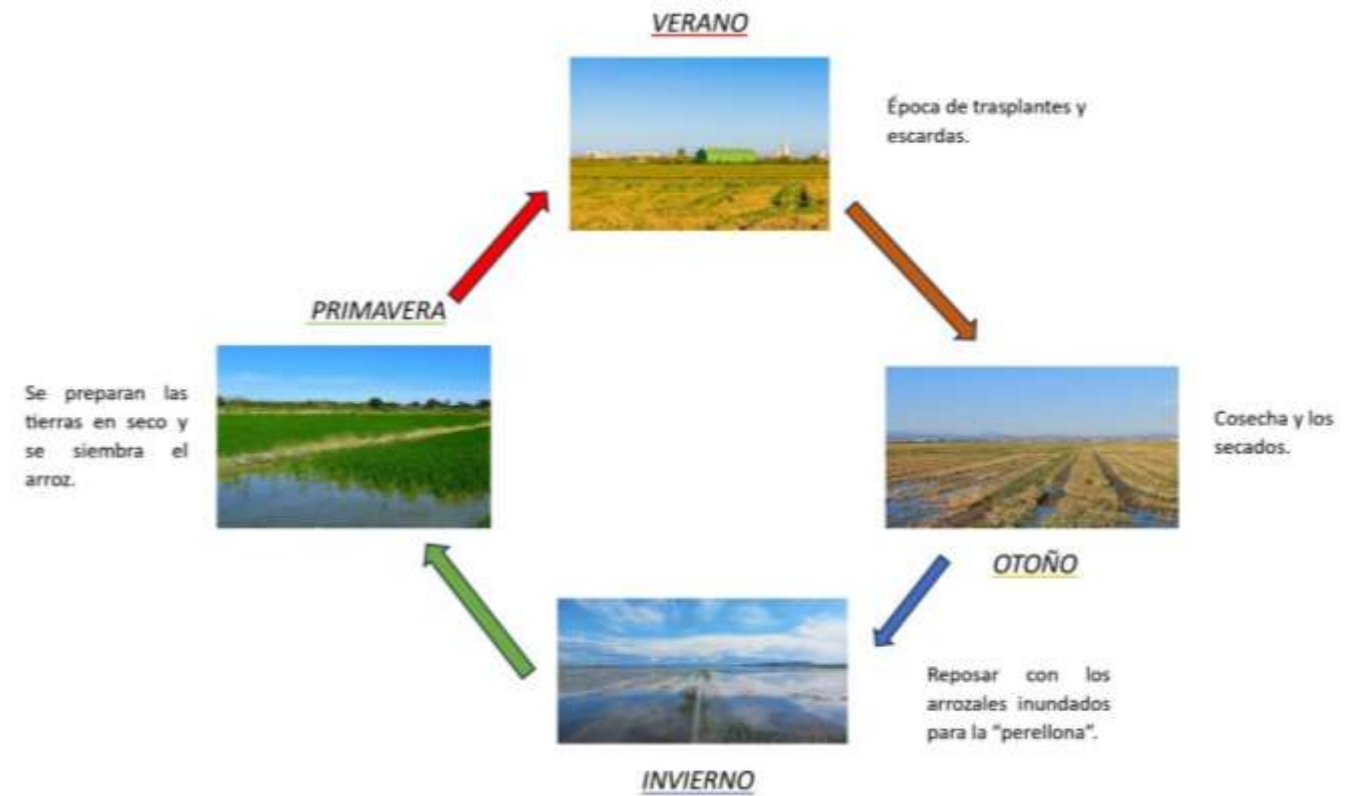 VERANO
Época de trasplantes y
escardas.
PRIMAVERA
Se preparan las
tierras en seco y
se siembra el
arroz.
Cosecha y los
secados.
OTOÑO
Reposar con los
arrozales inundados
para la “perellona”.
INVIERNO